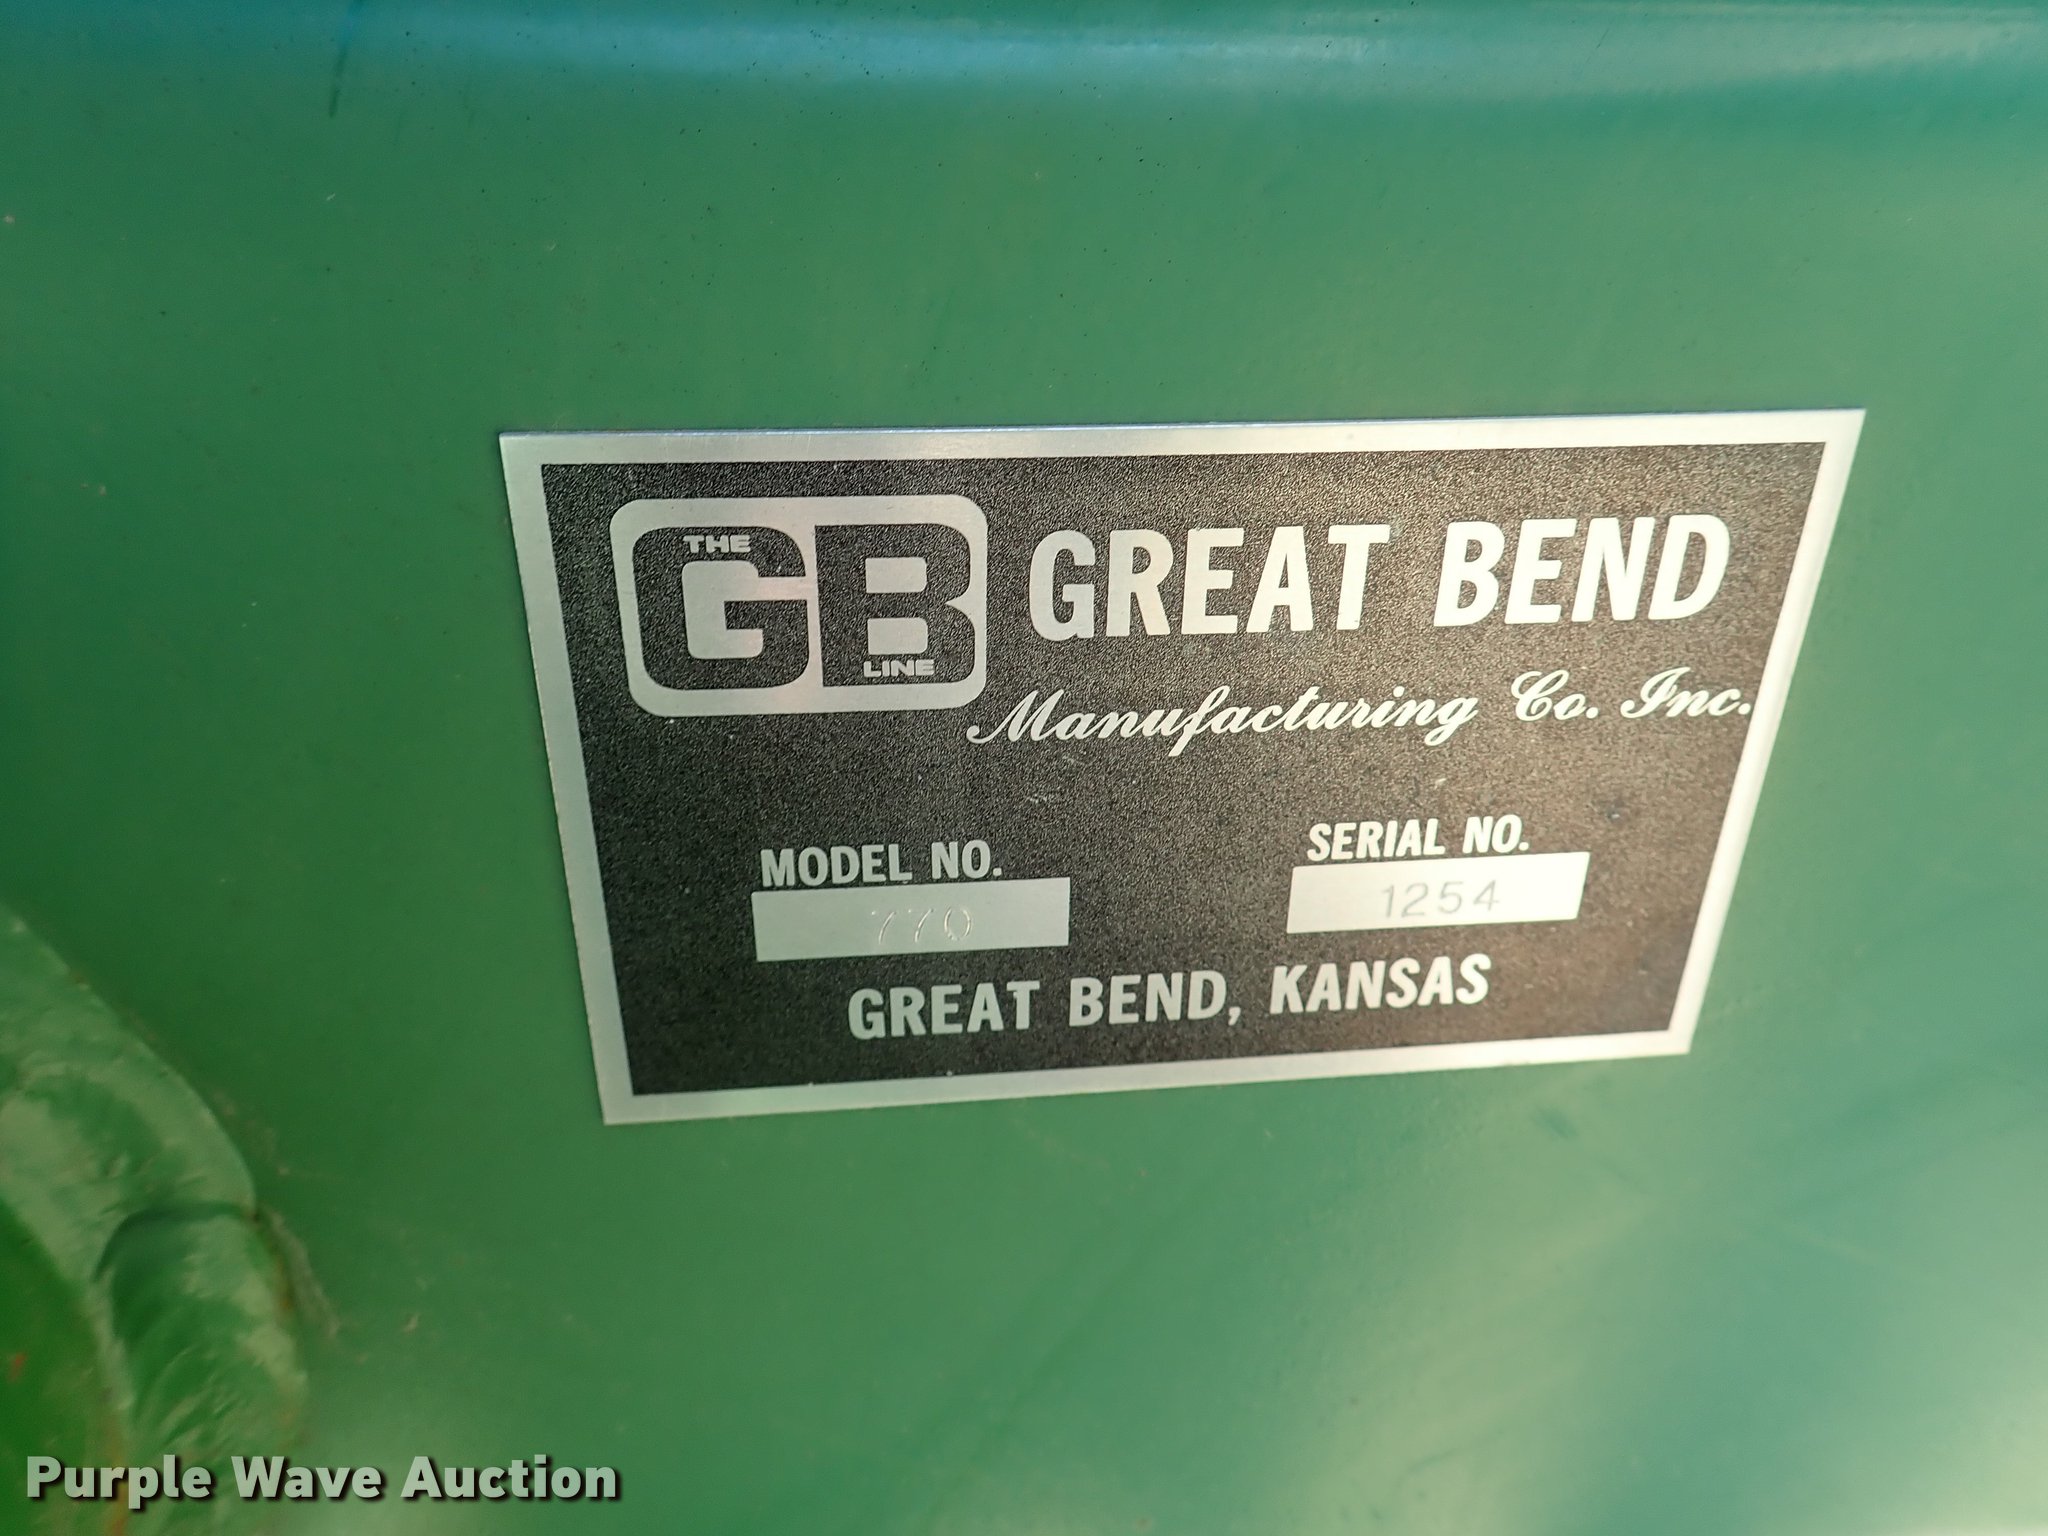 THE
GB
LINE
GREAT BEND
Manufacturing Co. Inc.
MODEL NO.
770
SERIAL NO.
1254
GREAT BEND, KANSAS
Purple Wave Auction